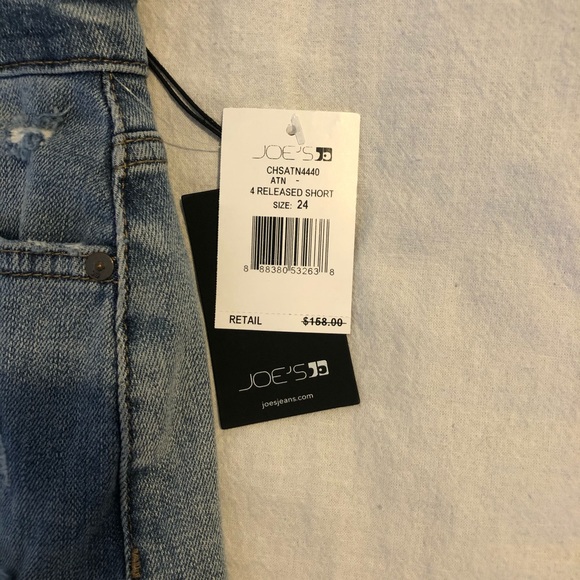 JOE'S
CHSATN4440
ATN -
4 RELEASED SHORT
SIZE: 24
8 88380 53263 8
RETAIL $158.00
JOE'S
joesjeans.com